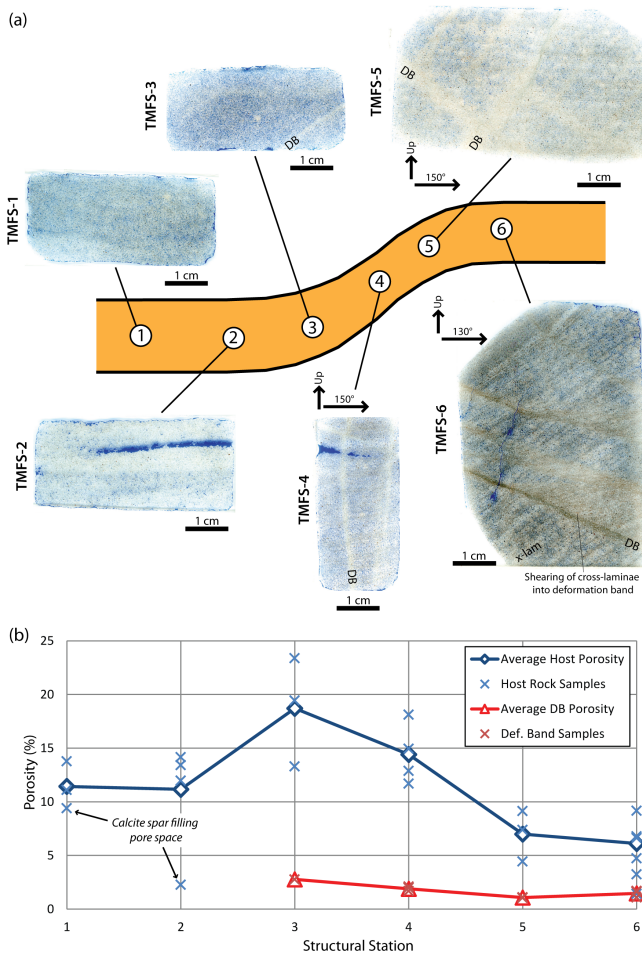 (a)
TMFS-3
DB
1 cm
TMFS-5
DB
DB
Up
150°
1 cm
TMFS-1
1 cm
1
2
3
4
5
6
Up
130°
TMFS-2
1 cm
Up
150°
TMFS-4
DB
1 cm
TMFS-6
1 cm
x-lam
DB
Shearing of cross-laminae
into deformation band
(b)
Porosity (%)
25
20
15
10
5
0
Average Host Porosity
Host Rock Samples
Average DB Porosity
Def. Band Samples
Calcite spar filling
pore space
1 2 3 4 5 6
Structural Station